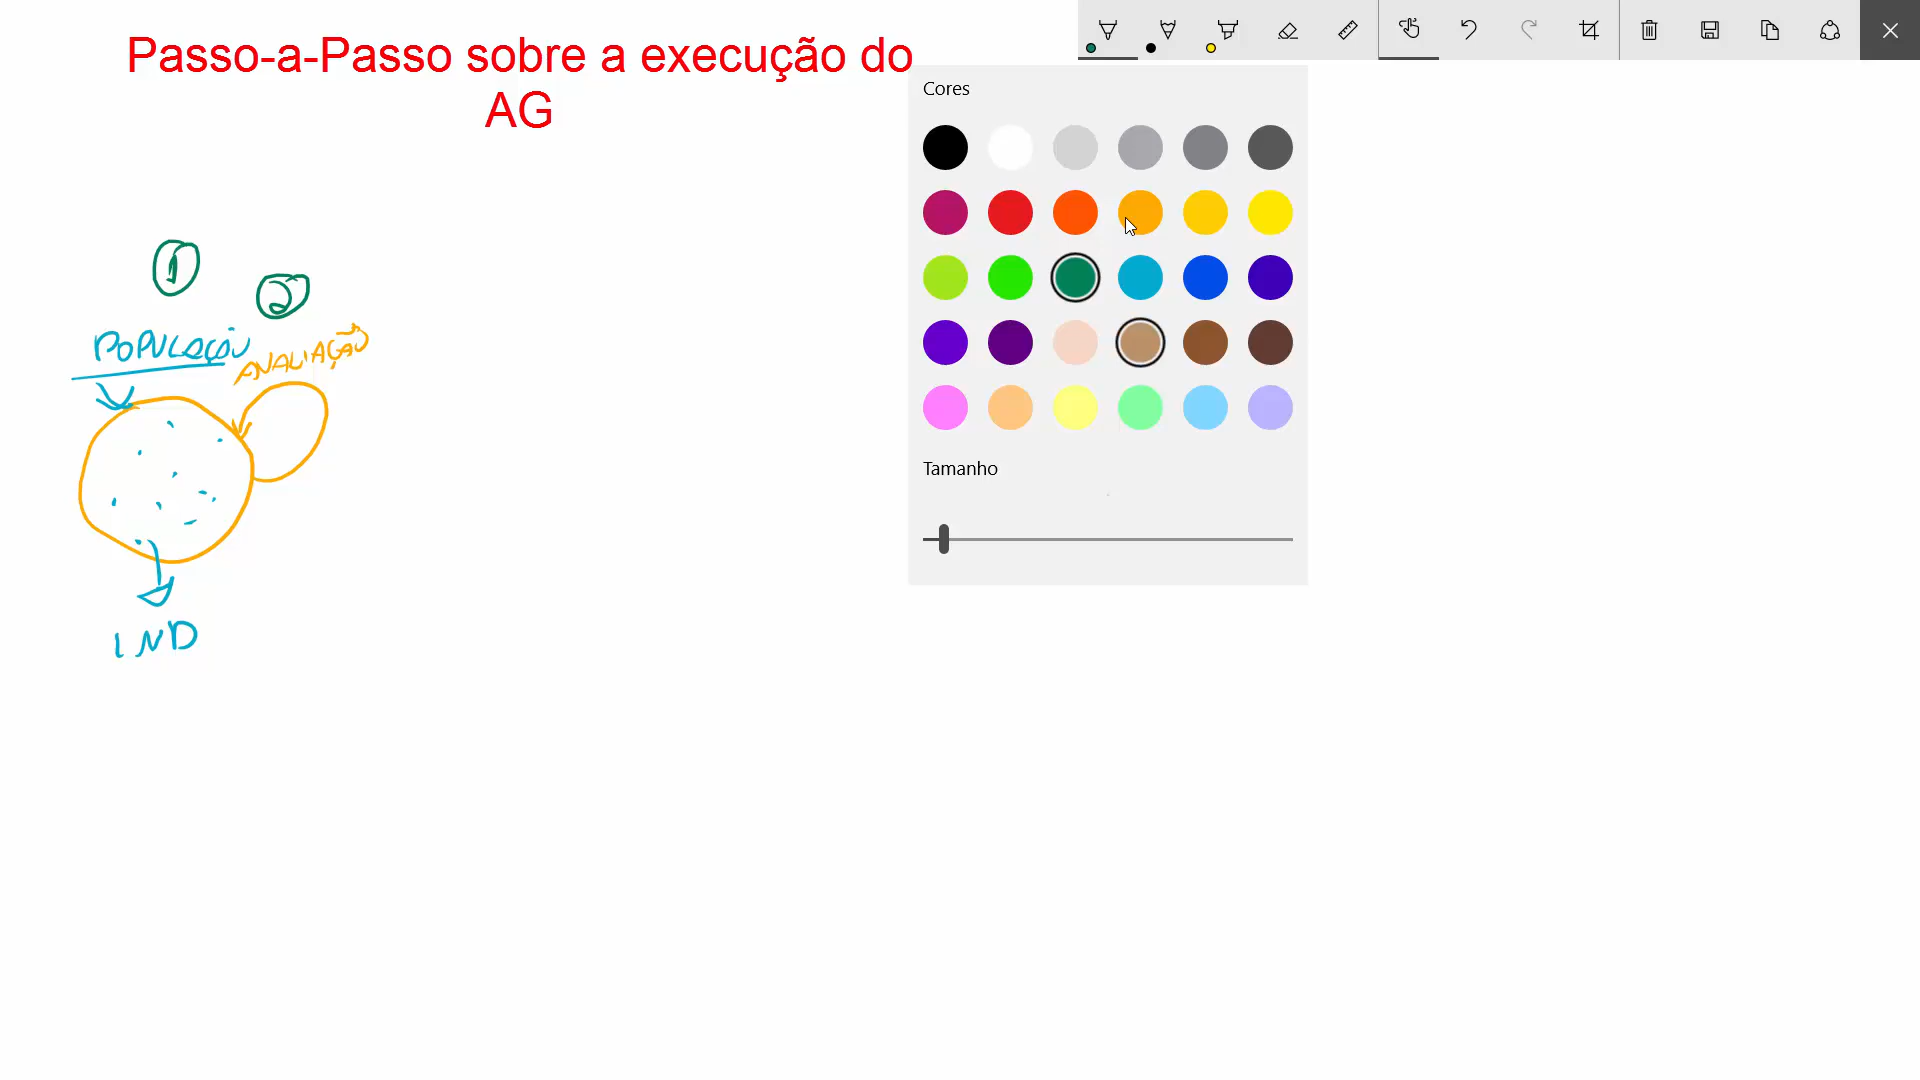 Passo-a-Passo sobre a execução do
AG
Cores
1
2
POPULAÇÃO
AVALIAÇÃO
IND
Tamanho